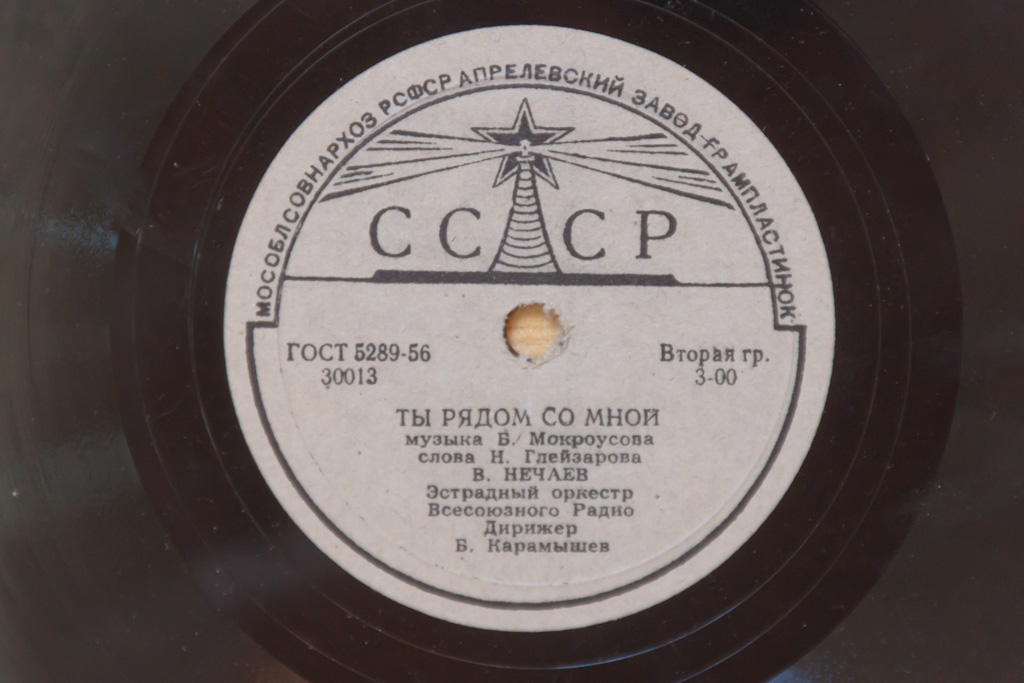 МОСОБЛСОВНАРХОЗ РСФСР АПРЕЛЕВСКИЙ ЗАВОД-ГРАМПЛАСТИНОК
СССР
ГОСТ 5289-56
30013
Вторая гр.
3-00
ТЫ РЯДОМ СО МНОЙ
музыка Б. Мокроусова
слова Н. Глейзарова
В. НЕЧАЕВ
Эстрадный оркестр
Всесоюзного Радио
Дирижер
Б. Карамышев